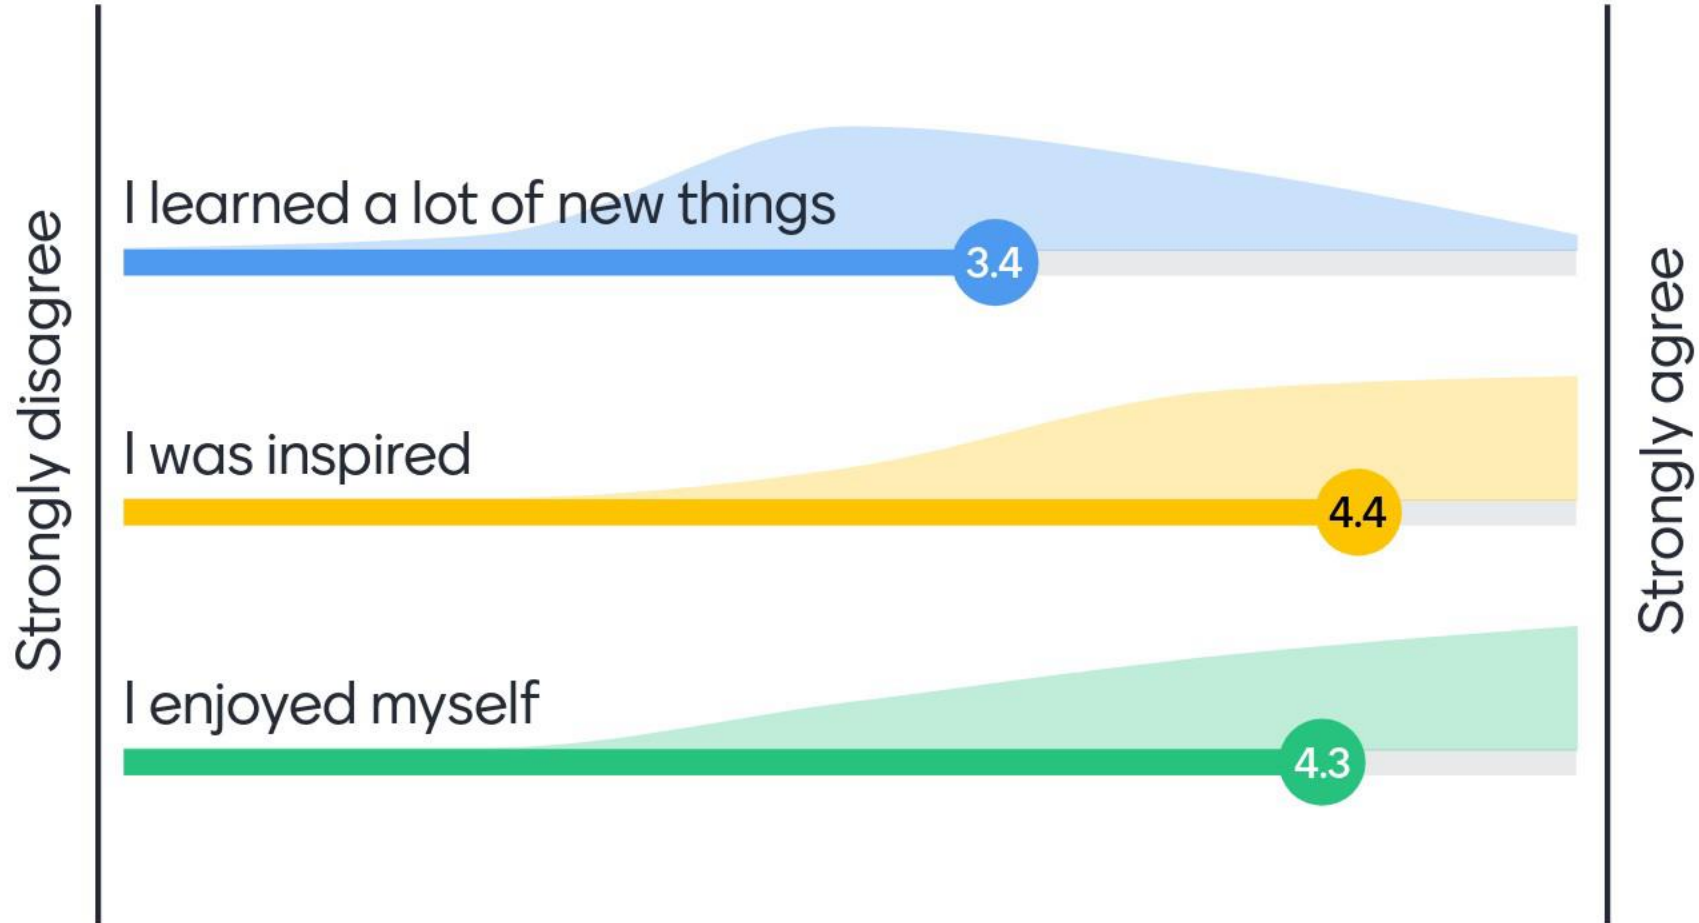 Strongly disagree
I learned a lot of new things
3.4
I was inspired
4.4
I enjoyed myself
4.3
Strongly agree